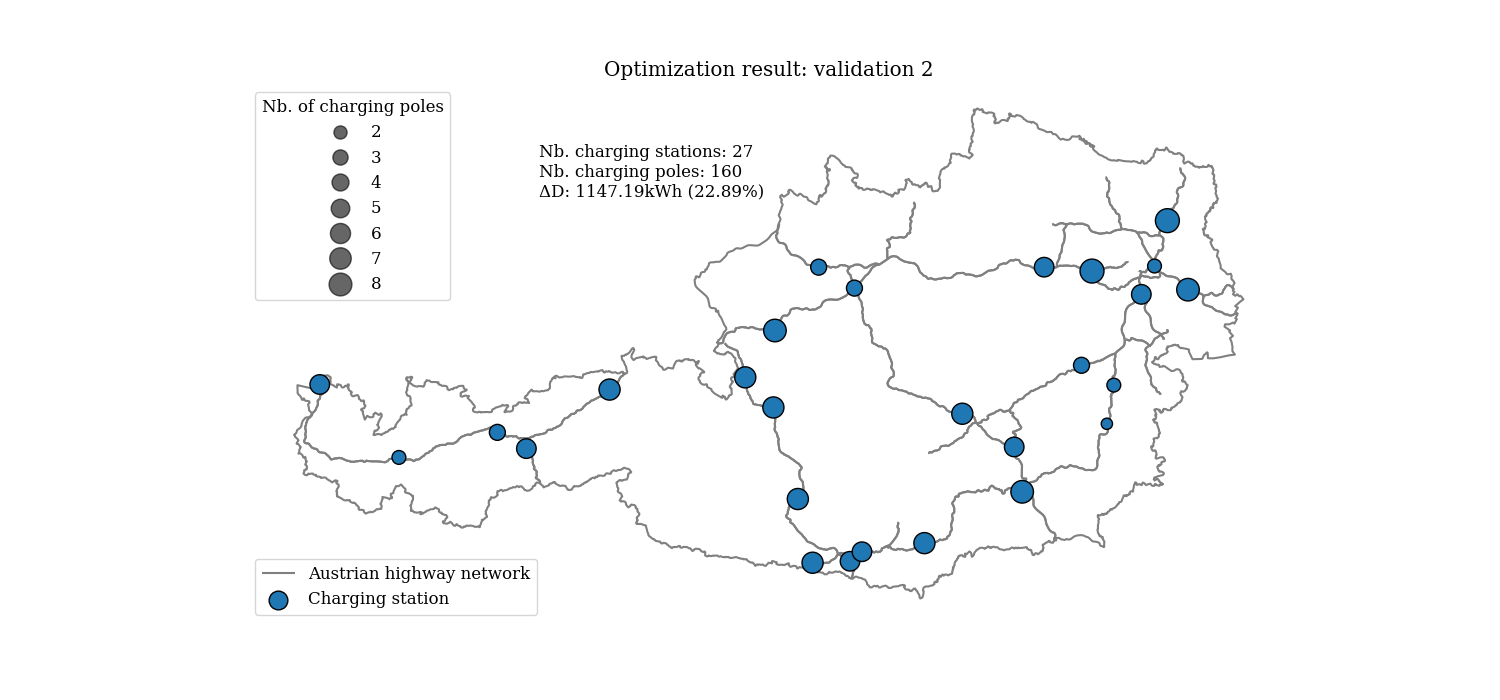 Optimization result: validation 2
Nb. of charging poles
2
3
4
5
6
7
8
Nb. charging stations: 27
Nb. charging poles: 160
ΔD: 1147.19kWh (22.89%)
Austrian highway network
Charging station